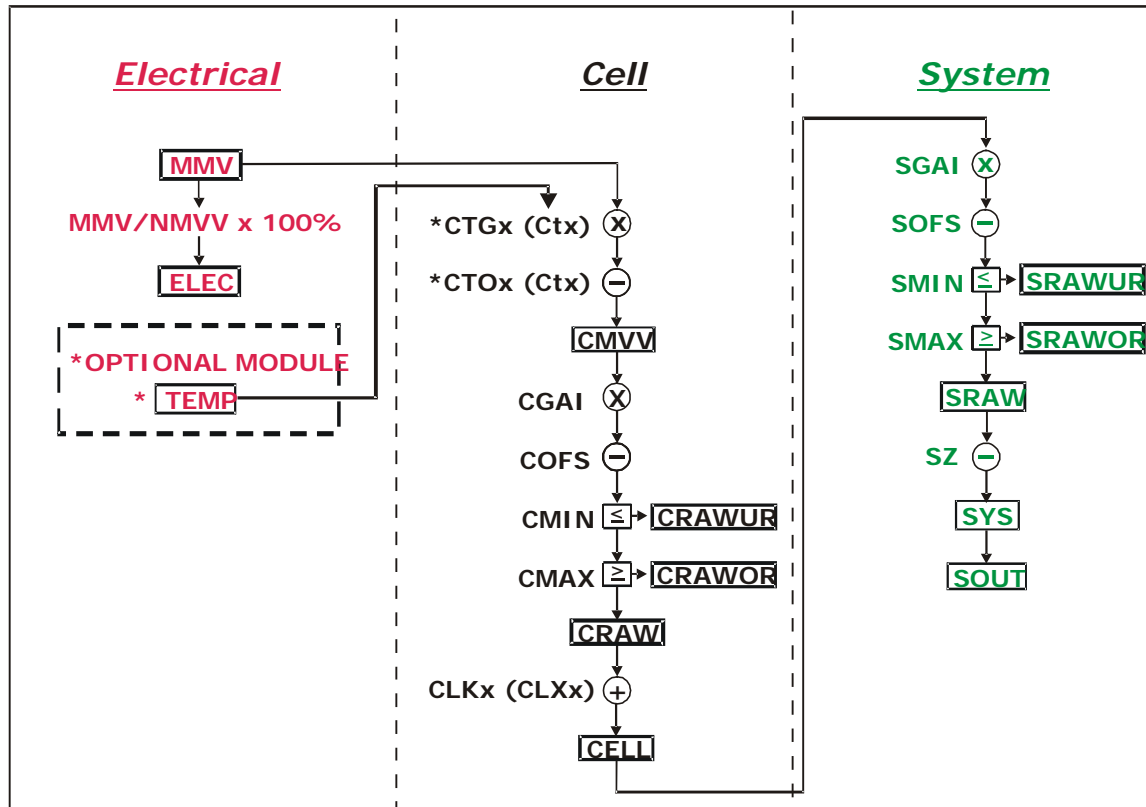 Electrical
MMV
MMV/NMVV x 100%
ELEC
*OPTIONAL MODULE
* TEMP
Cell
*CTGx (Ctx) x
*CTOx (Ctx) −
CMVV
CGAI x
COFS −
CMIN ≤ CRAWUR
CMAX ≥ CRAWOR
CRAW
CLKx (CLXx) +
CELL
System
SGAI x
SOFS −
SMIN ≤ SRAWUR
SMAX ≥ SRAWOR
SRAW
SZ −
SYS
SOUT